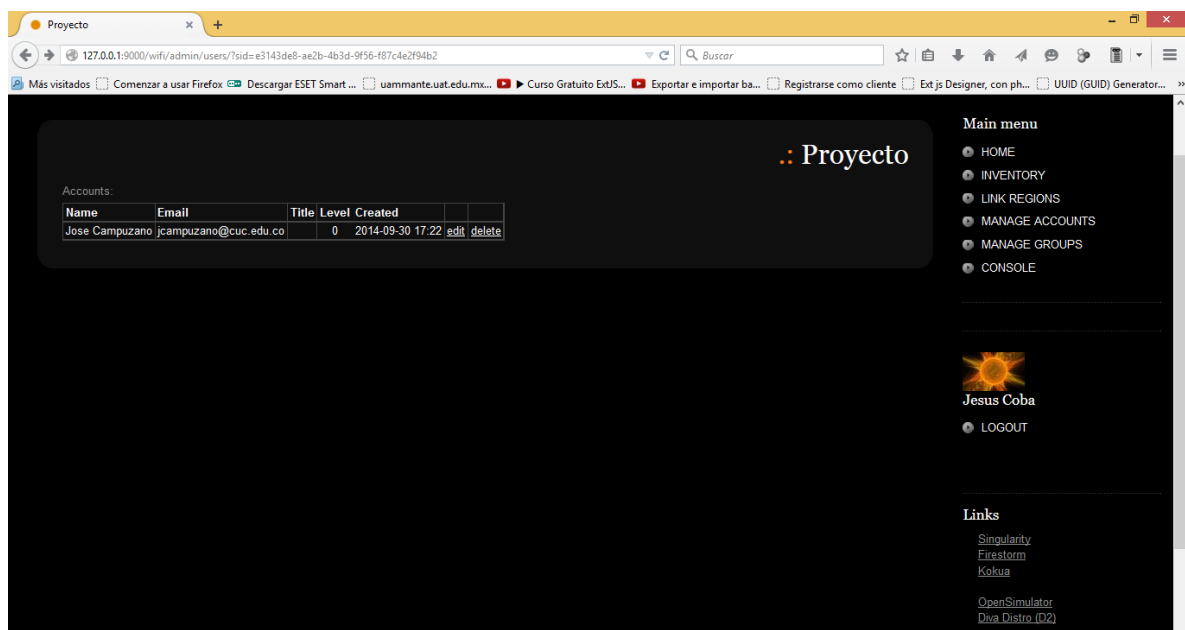 Proyecto
127.0.0.1:9000/wifi/admin/users/?sid=e3143de8-ae2b-4b3d-9f56-f87c4e2f94b2
Buscar
Más visitados Comenzar a usar Firefox Descargar ESET Smart ... uammante.uat.edu.mx... ► Curso Gratuito ExtJS... Exportar e importar ba... Registrarse como cliente Ext js Designer, con ph... UUID (GUID) Generator...
.: Proyecto
Accounts:
Name Email Title Level Created
Jose Campuzano jcampuzano@cuc.edu.co 0 2014-09-30 17:22 edit delete
Main menu
HOME
INVENTORY
LINK REGIONS
MANAGE ACCOUNTS
MANAGE GROUPS
CONSOLE
Jesus Coba
LOGOUT
Links
Singularity
Firestorm
Kokua
OpenSimulator
Diva Distro (D2)